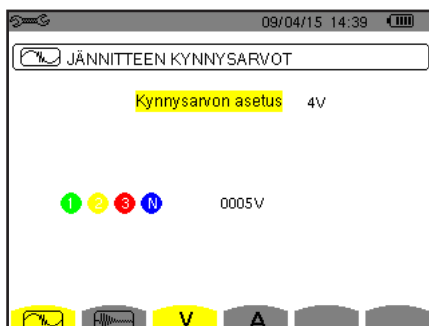 09/04/15 14:39
JÄNNITTEEN KYNNYSARVOT
Kynnysarvon asetus 4V
1 2 3 N 0005V
V A